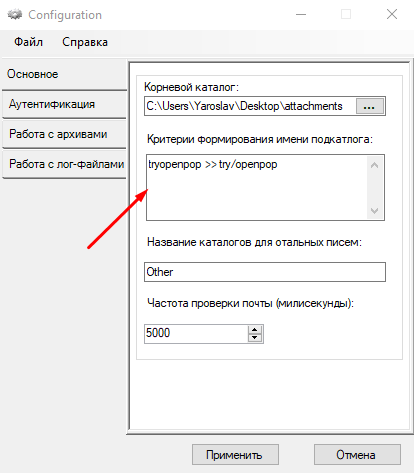 Configuration
Файл Справка
Основное
Аутентификация
Работа с архивами
Работа с лог-файлами
Корневой каталог:
C:\Users\Yaroslav\Desktop\attachments ...
Критерии формирования имени подкатлога:
tryopenpop >> try/openpop
Название каталогов для отальных писем:
Other
Частота проверки почты (милисекунды):
5000
Применить Отмена